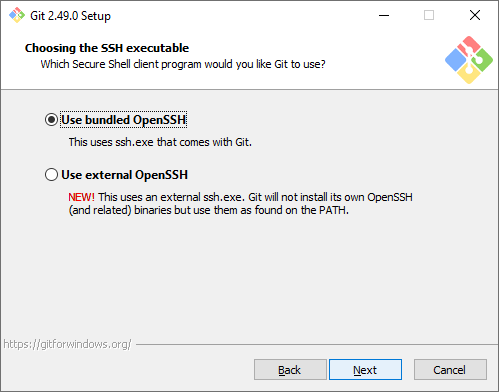 Git 2.49.0 Setup
Choosing the SSH executable
Which Secure Shell client program would you like Git to use?
Use bundled OpenSSH
This uses ssh.exe that comes with Git.
Use external OpenSSH
NEW! This uses an external ssh.exe. Git will not install its own OpenSSH
(and related) binaries but use them as found on the PATH.
https://gitforwindows.org/
Back
Next
Cancel